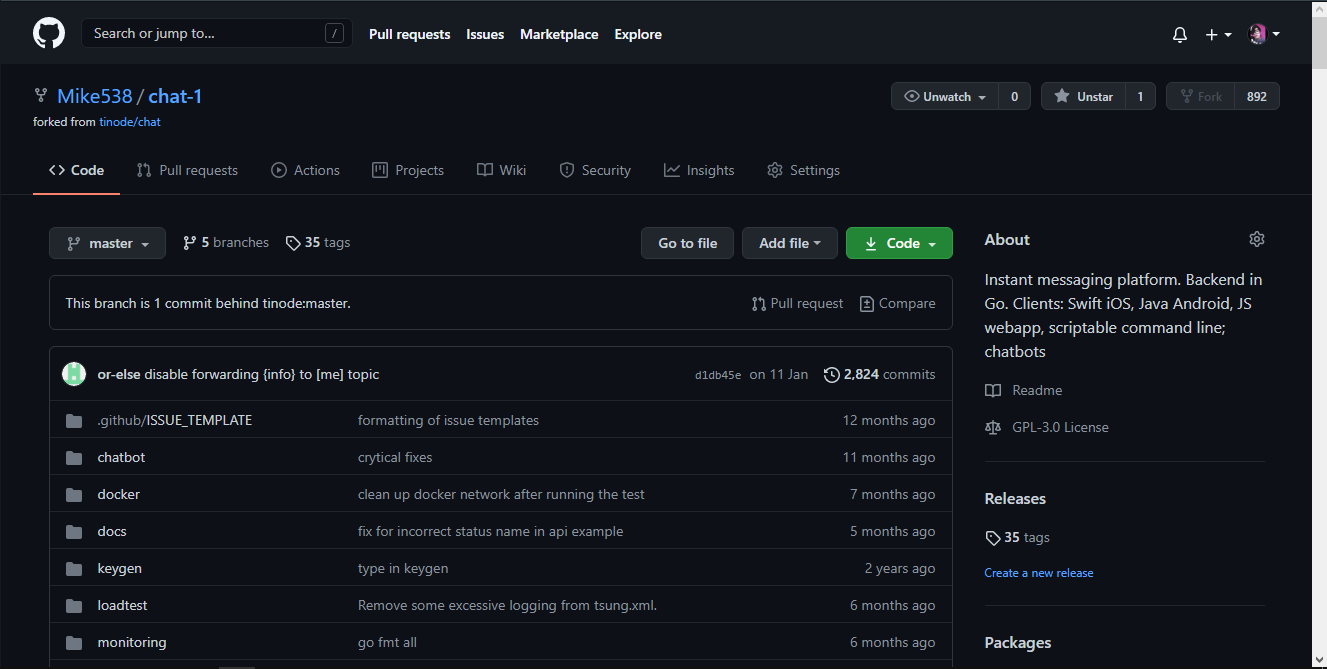 Search or jump to... /
Pull requests Issues Marketplace Explore
Mike538 / chat-1
forked from tinode/chat
Unwatch 0 Unstar 1 Fork 892
Code Pull requests Actions Projects Wiki Security Insights Settings
master 5 branches 35 tags Go to file Add file Code
This branch is 1 commit behind tinode:master. Pull request Compare
or-else disable forwarding {info} to [me] topic d1db45e on 11 Jan 2,824 commits
.github/ISSUE_TEMPLATE formatting of issue templates 12 months ago
chatbot crytical fixes 11 months ago
docker clean up docker network after running the test 7 months ago
docs fix for incorrect status name in api example 5 months ago
keygen type in keygen 2 years ago
loadtest Remove some excessive logging from tsung.xml. 6 months ago
monitoring go fmt all 6 months ago
About
Instant messaging platform. Backend in
Go. Clients: Swift iOS, Java Android, JS
webapp, scriptable command line;
chatbots
Readme
GPL-3.0 License
Releases
35 tags
Create a new release
Packages